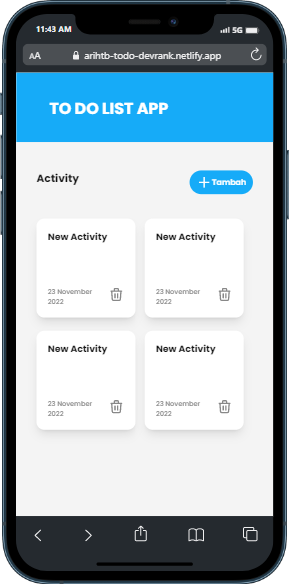 11:43 AM 5G
AA arihtb-todo-devrank.netlify.app
TO DO LIST APP
Activity
Tambah
New Activity
23 November
2022
New Activity
23 November
2022
New Activity
23 November
2022
New Activity
23 November
2022